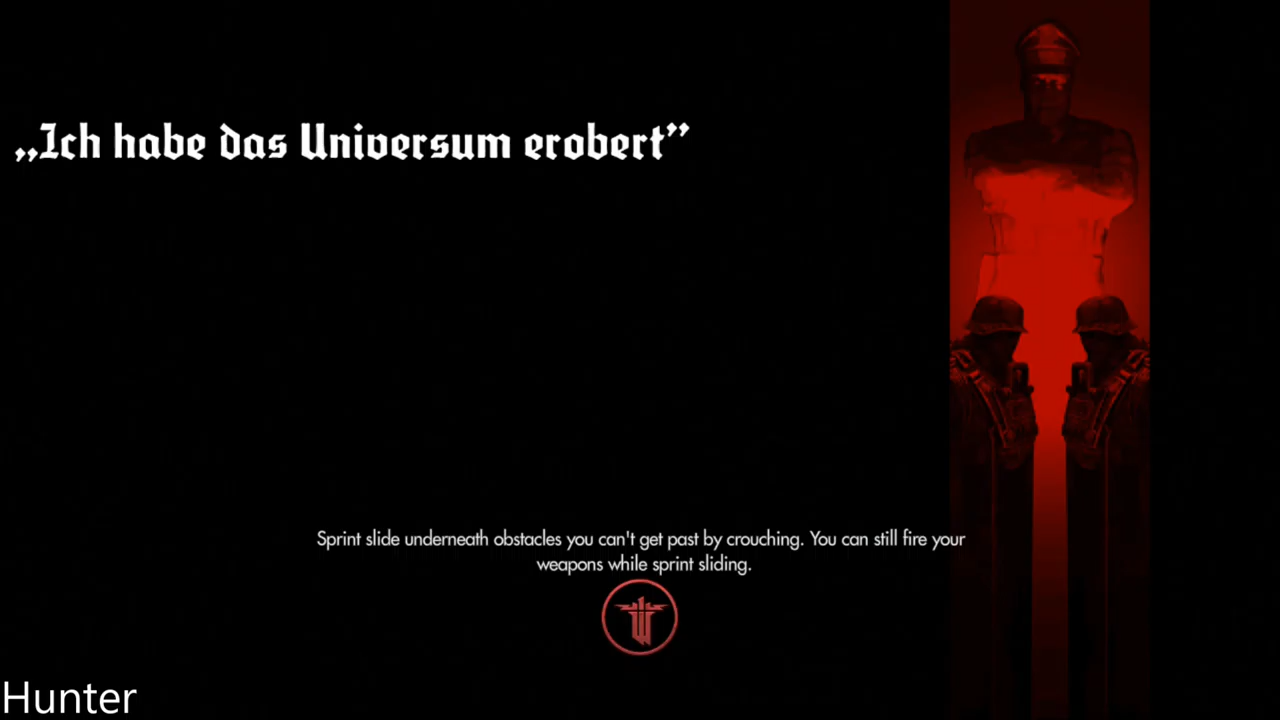 „Ich habe das Universum erobert”
Sprint slide underneath obstacles you can't get past by crouching. You can still fire your
weapons while sprint sliding.
Hunter